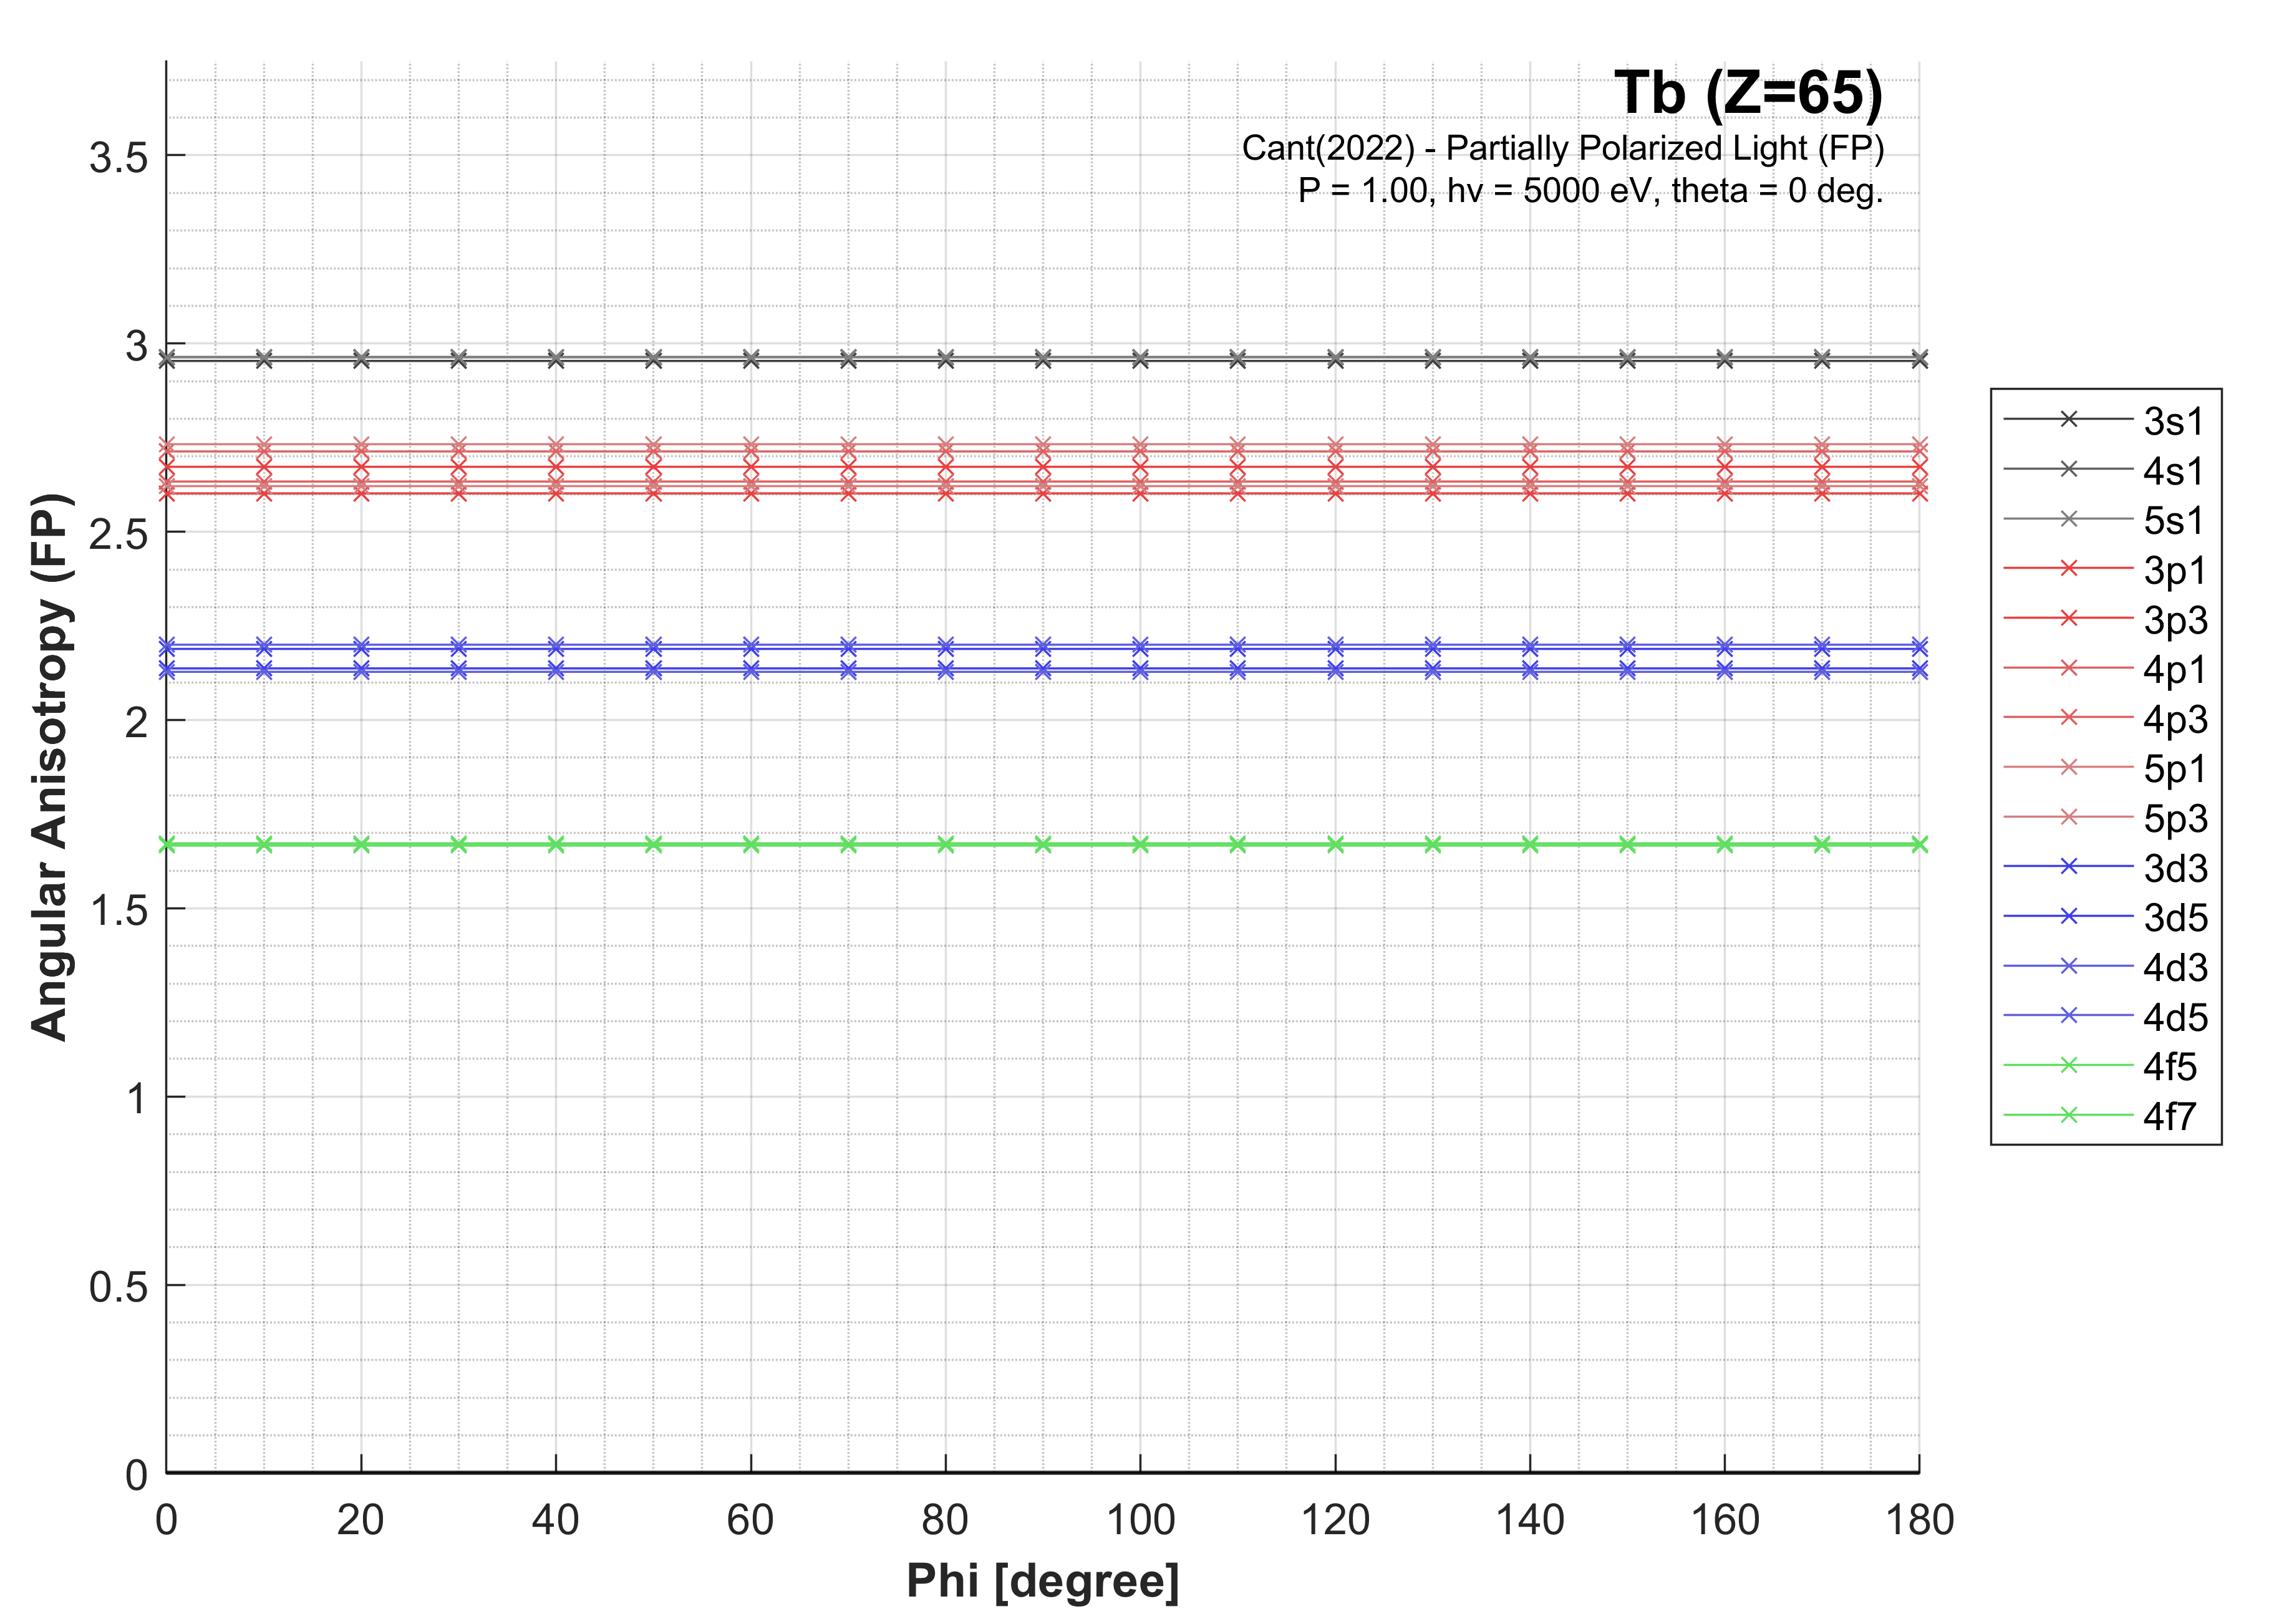 Tb (Z=65)
Cant(2022) - Partially Polarized Light (FP)
P = 1.00, hv = 5000 eV, theta = 0 deg.
Angular Anisotropy (FP)
3.5
3
2.5
2
1.5
1
0.5
0
0 20 40 60 80 100 120 140 160 180
Phi [degree]
3s1
4s1
5s1
3p1
3p3
4p1
4p3
5p1
5p3
3d3
3d5
4d3
4d5
4f5
4f7